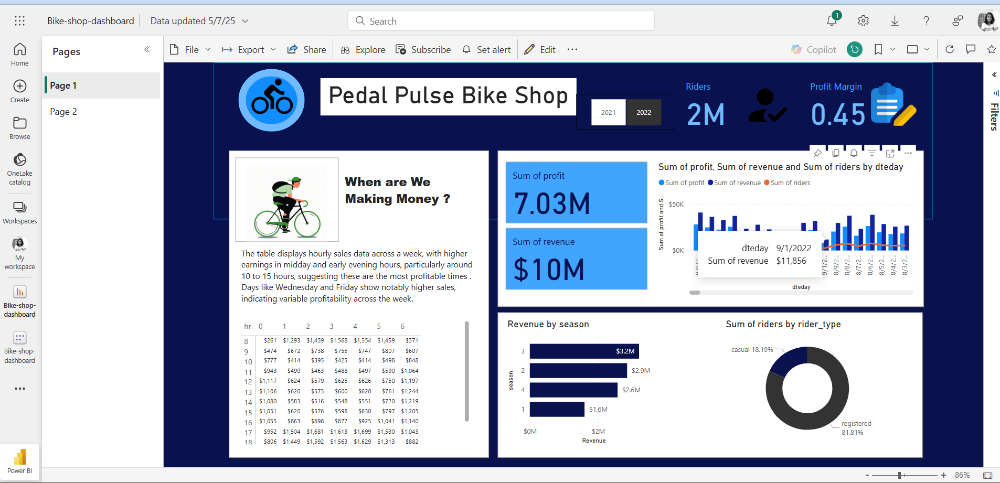 Bike-shop-dashboard
Data updated 5/7/25
Search
1
Home
Create
Browse
OneLake
catalog
Workspaces
My
workspace
Bike-shop-
dashboard
Bike-shop-
dashboard
Power BI
Pages
Page 1
Page 2
File
Export
Share
Explore
Subscribe
Set alert
Edit
Copilot
Filters
Pedal Pulse Bike Shop
2021
2022
Riders
2M
Profit Margin
0.45
When are We
Making Money ?
The table displays hourly sales data across a week, with higher
earnings in midday and early evening hours, particularly around
10 to 15 hours, suggesting these are the most profitable times .
Days like Wednesday and Friday show notably higher sales,
indicating variable profitability across the week.
hr 0 1 2 3 4 5 6
8 $261 $1,293 $1,459 $1,568 $1,554 $1,459 $371
9 $474 $672 $738 $755 $747 $807 $607
10 $777 $414 $395 $425 $414 $498 $848
11 $943 $490 $463 $488 $497 $590 $1,064
12 $1,117 $624 $579 $625 $626 $750 $1,197
13 $1,106 $620 $573 $600 $620 $761 $1,244
14 $1,080 $583 $516 $548 $551 $720 $1,219
15 $1,051 $620 $576 $598 $630 $797 $1,205
16 $1,055 $863 $898 $877 $925 $1,041 $1,140
17 $952 $1,504 $1,681 $1,613 $1,699 $1,530 $1,043
18 $806 $1,449 $1,592 $1,563 $1,629 $1,313 $882
Sum of profit
7.03M
Sum of revenue
$10M
Sum of profit, Sum of revenue and Sum of riders by dteday
Sum of profit Sum of revenue Sum of riders
Sum of profit and S...
$50K
$0K
dteday 9/1/2022
Sum of revenue $11,856
9/1/2...
8/9/2...
8/8/2...
8/7/2...
8/6/2...
8/5/2...
8/4/2...
8/3/2...
dteday
Revenue by season
season
3 $3.2M
2 $2.9M
4 $2.6M
1 $1.6M
$0M $2M
Revenue
Sum of riders by rider_type
casual 18.19%
registered
81.81%
- + 86%